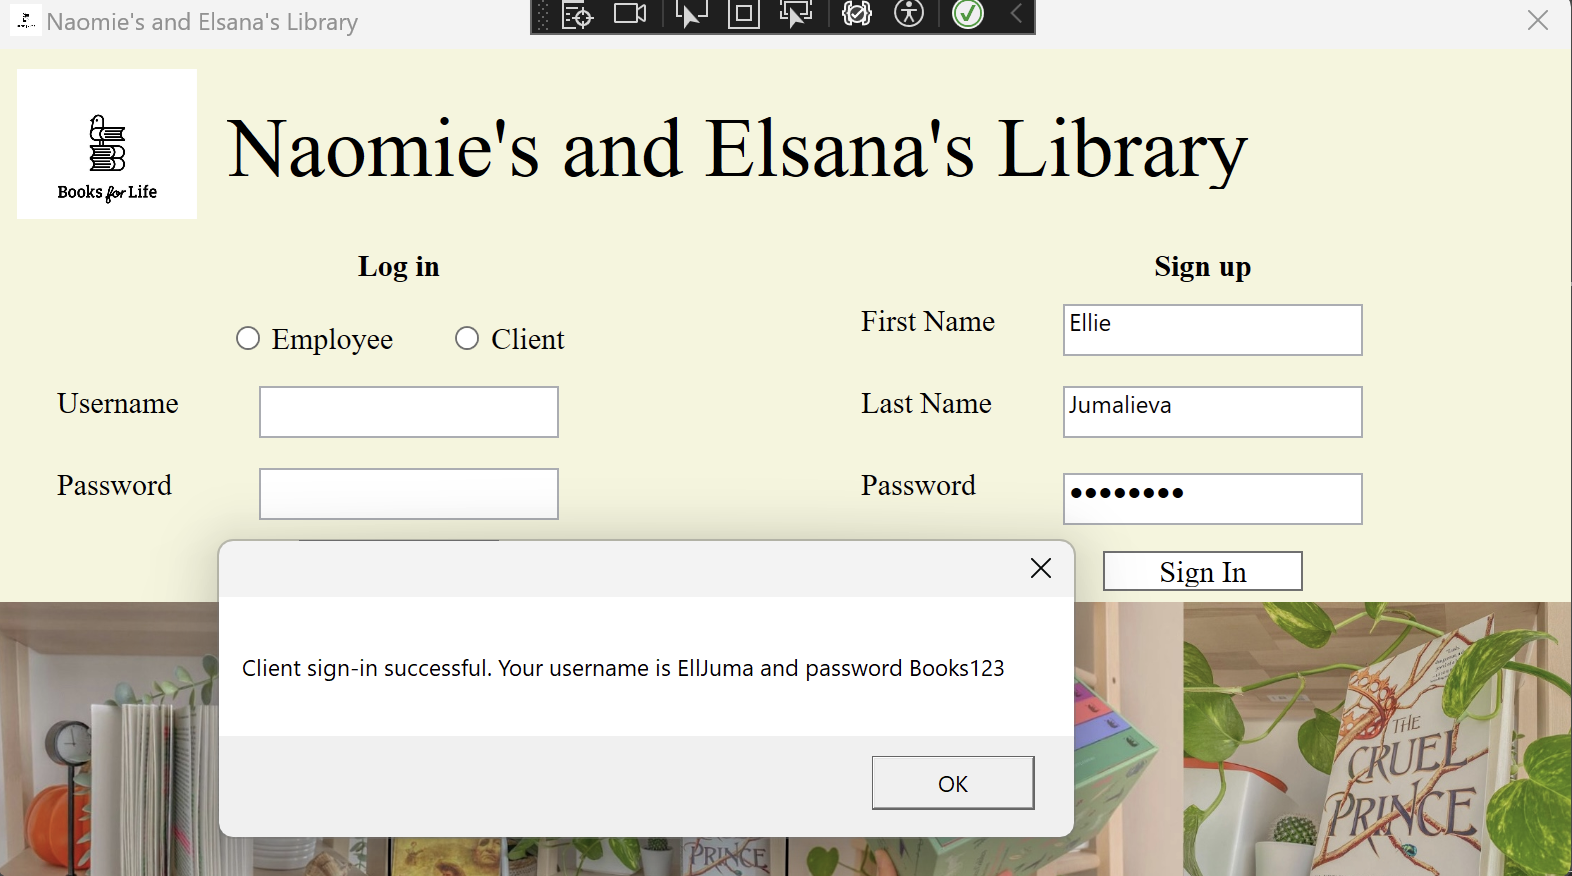 Naomie's and Elsana's Library
Books for Life
Naomie's and Elsana's Library
Log in
Employee
Client
Username
Password
Sign up
First Name
Ellie
Last Name
Jumalieva
Password
Sign In
Client sign-in successful. Your username is EllJuma and password Books123
OK
THE
CRUEL
PRINCE
PRINCE